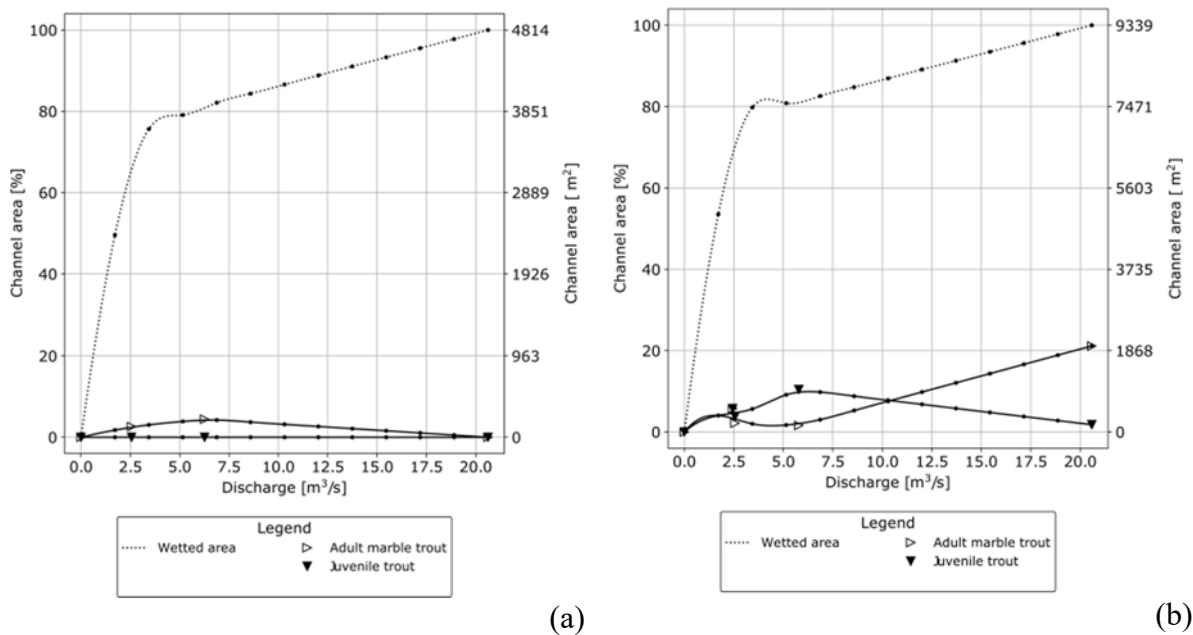 100
80
60
40
20
0
Channel area [%]
4814
3851
2889
1926
963
0
Channel area [ m²]
0.0 2.5 5.0 7.5 10.0 12.5 15.0 17.5 20.0
Discharge [m³/s]
Legend
Wetted area
Adult marble trout
Juvenile trout
(a)
100
80
60
40
20
0
Channel area [%]
9339
7471
5603
3735
1868
0
Channel area [ m²]
0.0 2.5 5.0 7.5 10.0 12.5 15.0 17.5 20.0
Discharge [m³/s]
Legend
Wetted area
Adult marble trout
Juvenile trout
(b)